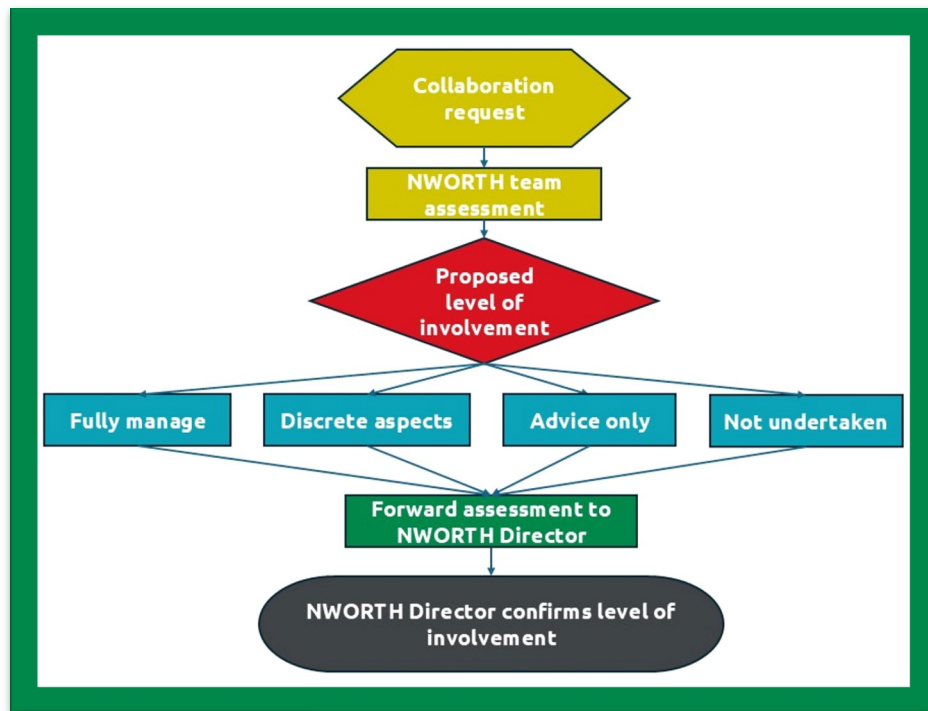 Collaboration
request
NWORTH team
assessment
Proposed
level of
involvement
Fully manage
Discrete aspects
Advice only
Not undertaken
Forward assessment to
NWORTH Director
NWORTH Director confirms level of
involvement